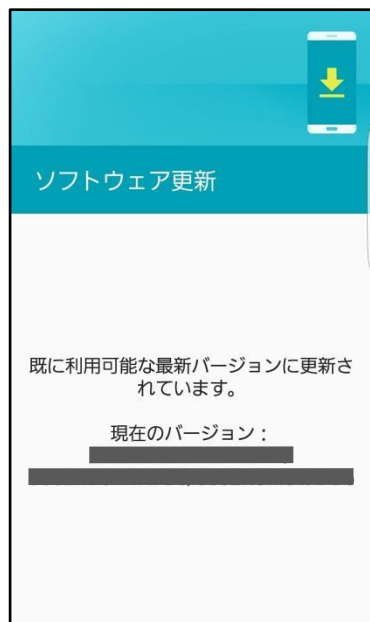 ソフトウェア更新
既に利用可能な最新バージョンに更新さ
れています。
現在のバージョン：